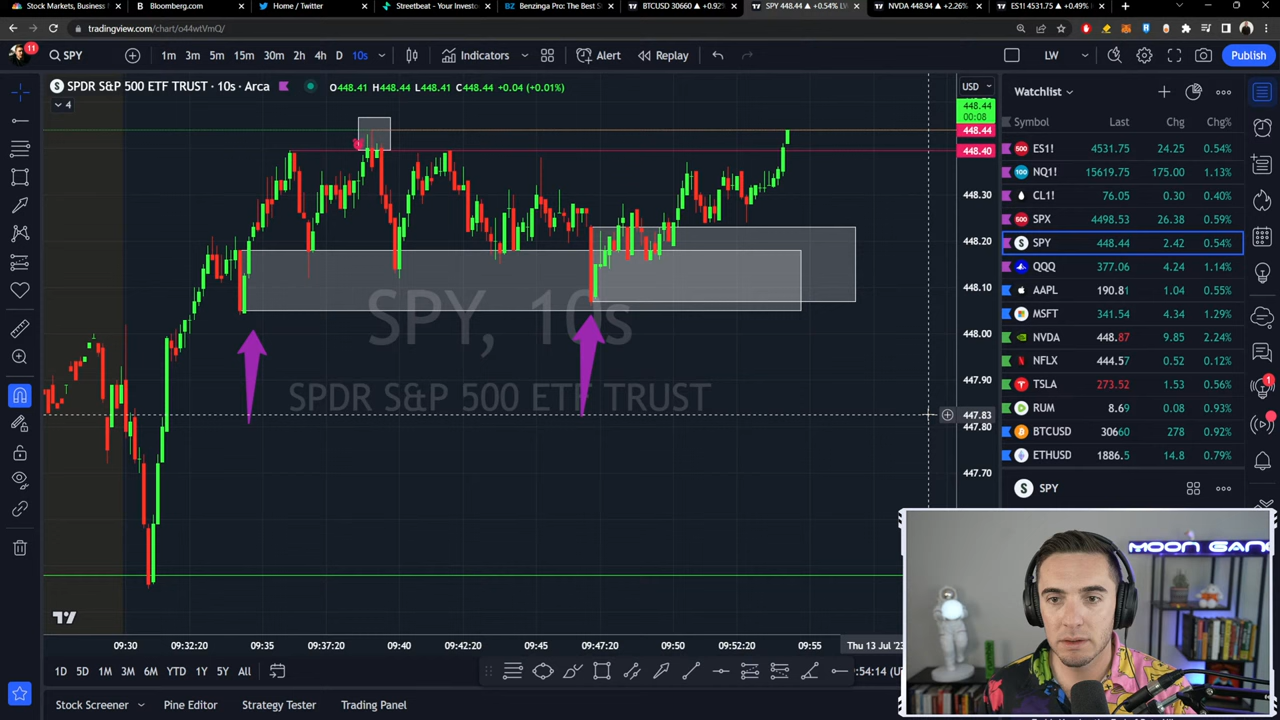 Stock Markets, Business N
Bloomberg.com
Home / Twitter
Streetbeat - Your Investo
Benzinga Pro: The Best S
BTCUSD 30660 ▲ +0.92%
SPY 448.44 ▲ +0.54% LW
NVDA 448.94 ▲ +2.26%
ES1! 4531.75 ▲ +0.49%
tradingview.com/chart/o44wtVmQ/
11 SPY 1m 3m 5m 15m 30m 2h 4h D 10s Indicators Alert Replay LW Publish
SPDR S&P 500 ETF TRUST · 10s · Arca O448.41 H448.44 L448.41 C448.44 +0.04 (+0.01%)
4
USD
448.44
00:08
448.44
448.40
448.30
448.20
448.10
448.00
447.90
447.83
447.80
447.70
SPY, 10s
SPDR S&P 500 ETF TRUST
09:30 09:32:20 09:35 09:37:20 09:40 09:42:20 09:45 09:47:20 09:50 09:52:20 09:55 Thu 13 Jul '23
1D 5D 1M 3M 6M YTD 1Y 5Y All
:54:14 (U
Stock Screener Pine Editor Strategy Tester Trading Panel
Watchlist
Symbol Last Chg Chg%
ES1! 4531.75 24.25 0.54%
NQ1! 15619.75 175.00 1.13%
CL1! 76.05 0.30 0.40%
SPX 4498.53 26.38 0.59%
SPY 448.44 2.42 0.54%
QQQ 377.06 4.24 1.14%
AAPL 190.81 1.04 0.55%
MSFT 341.54 4.34 1.29%
NVDA 448.87 9.85 2.24%
NFLX 444.57 0.52 0.12%
TSLA 273.52 1.53 0.56%
RUM 8.69 0.08 0.93%
BTCUSD 30660 278 0.92%
ETHUSD 1886.5 14.8 0.79%
SPY
MOON GANG